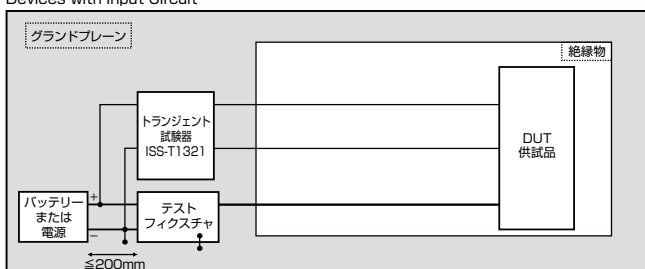 Devices with Input Circuit
グランドプレーン
絶縁物
トランジェント
試験器
ISS-T1321
DUT
供試品
バッテリー
または
電源
+
−
テスト
フィクスチャ
≦200mm